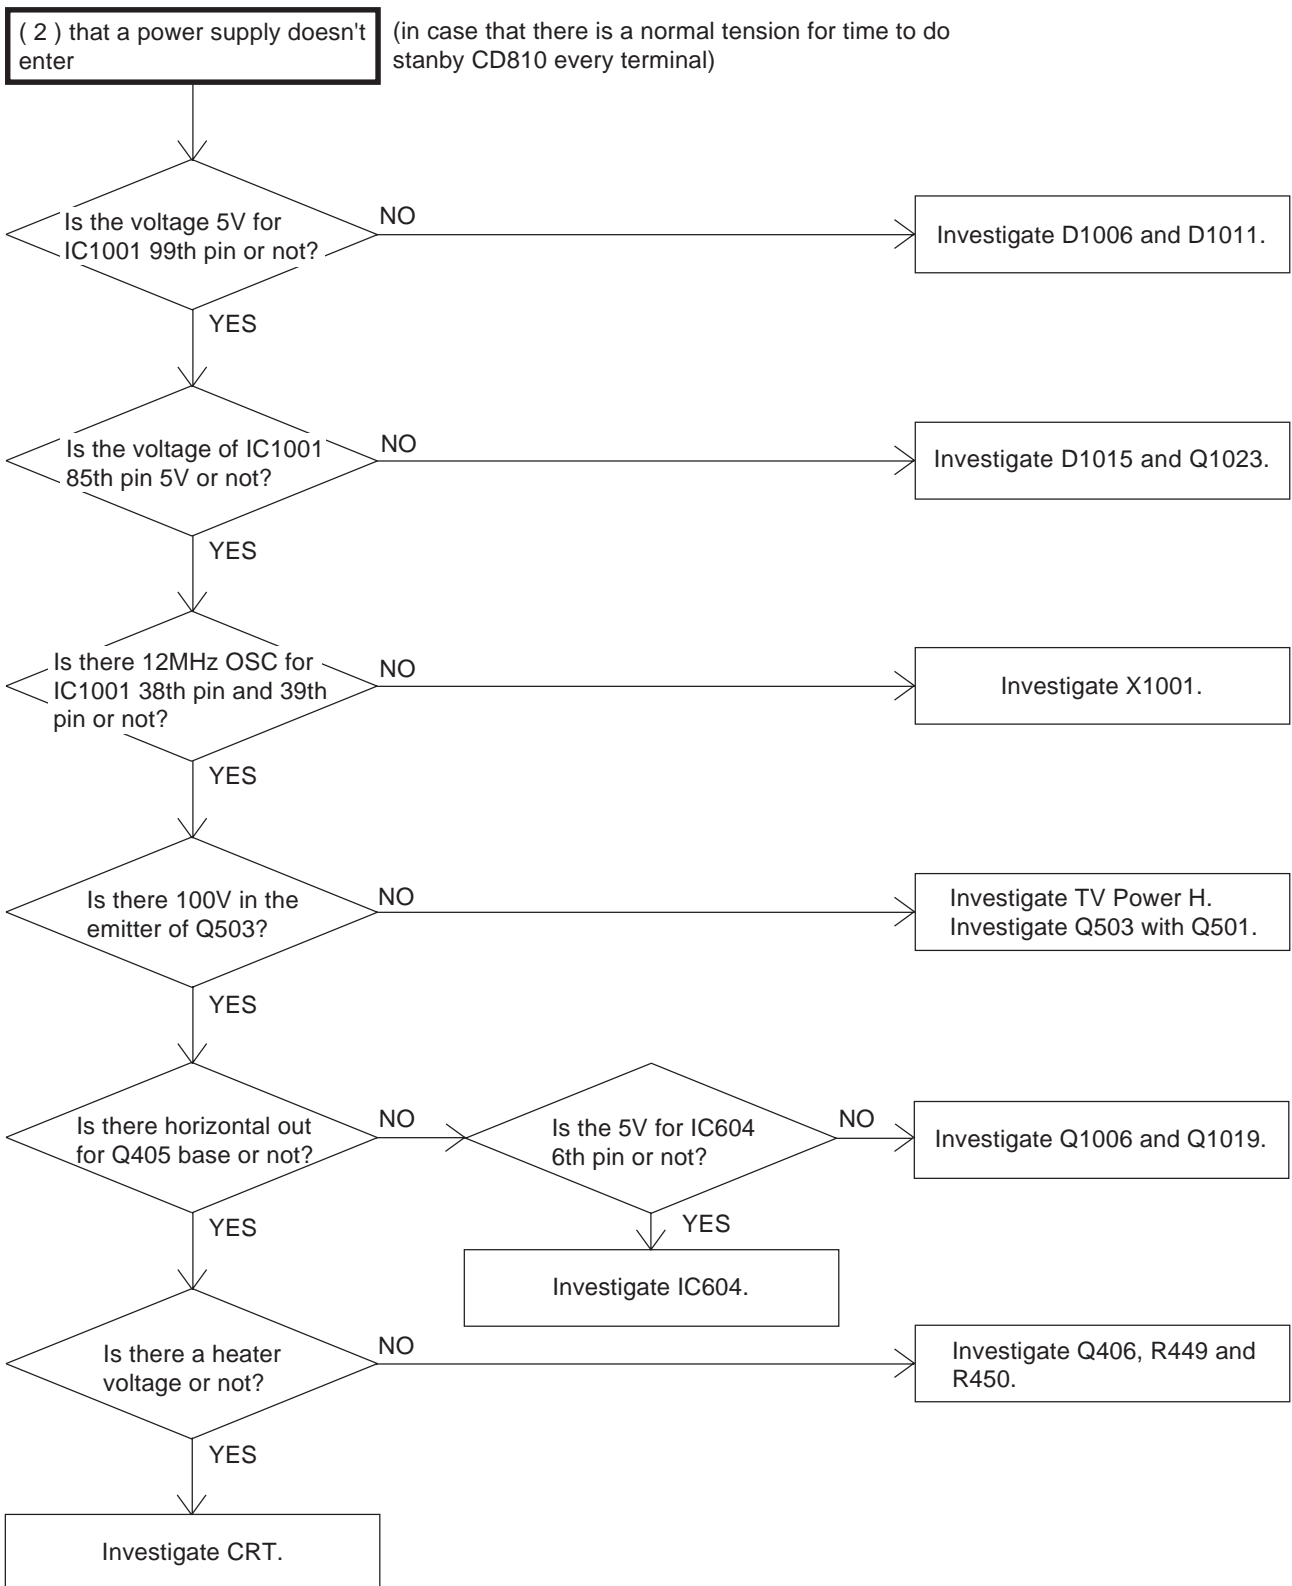 ( 2 ) that a power supply doesn't
enter
(in case that there is a normal tension for time to do
stanby CD810 every terminal)
Is the voltage 5V for
IC1001 99th pin or not?
NO
Investigate D1006 and D1011.
YES
Is the voltage of IC1001
85th pin 5V or not?
NO
Investigate D1015 and Q1023.
YES
Is there 12MHz OSC for
IC1001 38th pin and 39th
pin or not?
NO
Investigate X1001.
YES
Is there 100V in the
emitter of Q503?
NO
Investigate TV Power H.
Investigate Q503 with Q501.
YES
Is there horizontal out
for Q405 base or not?
NO
Is the 5V for IC604
6th pin or not?
NO
Investigate Q1006 and Q1019.
YES
Investigate IC604.
YES
Is there a heater
voltage or not?
NO
Investigate Q406, R449 and
R450.
YES
Investigate CRT.